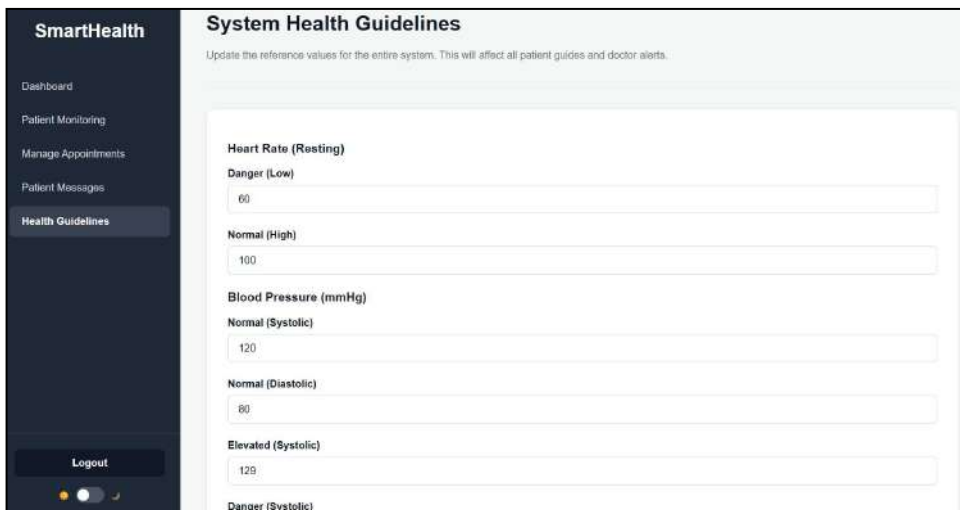 SmartHealth
Dashboard
Patient Monitoring
Manage Appointments
Patient Messages
Health Guidelines
Logout
System Health Guidelines
Update the reference values for the entire system. This will affect all patient guides and doctor alerts.
Heart Rate (Resting)
Danger (Low)
60
Normal (High)
100
Blood Pressure (mmHg)
Normal (Systolic)
120
Normal (Diastolic)
80
Elevated (Systolic)
129
Danger (Systolic)